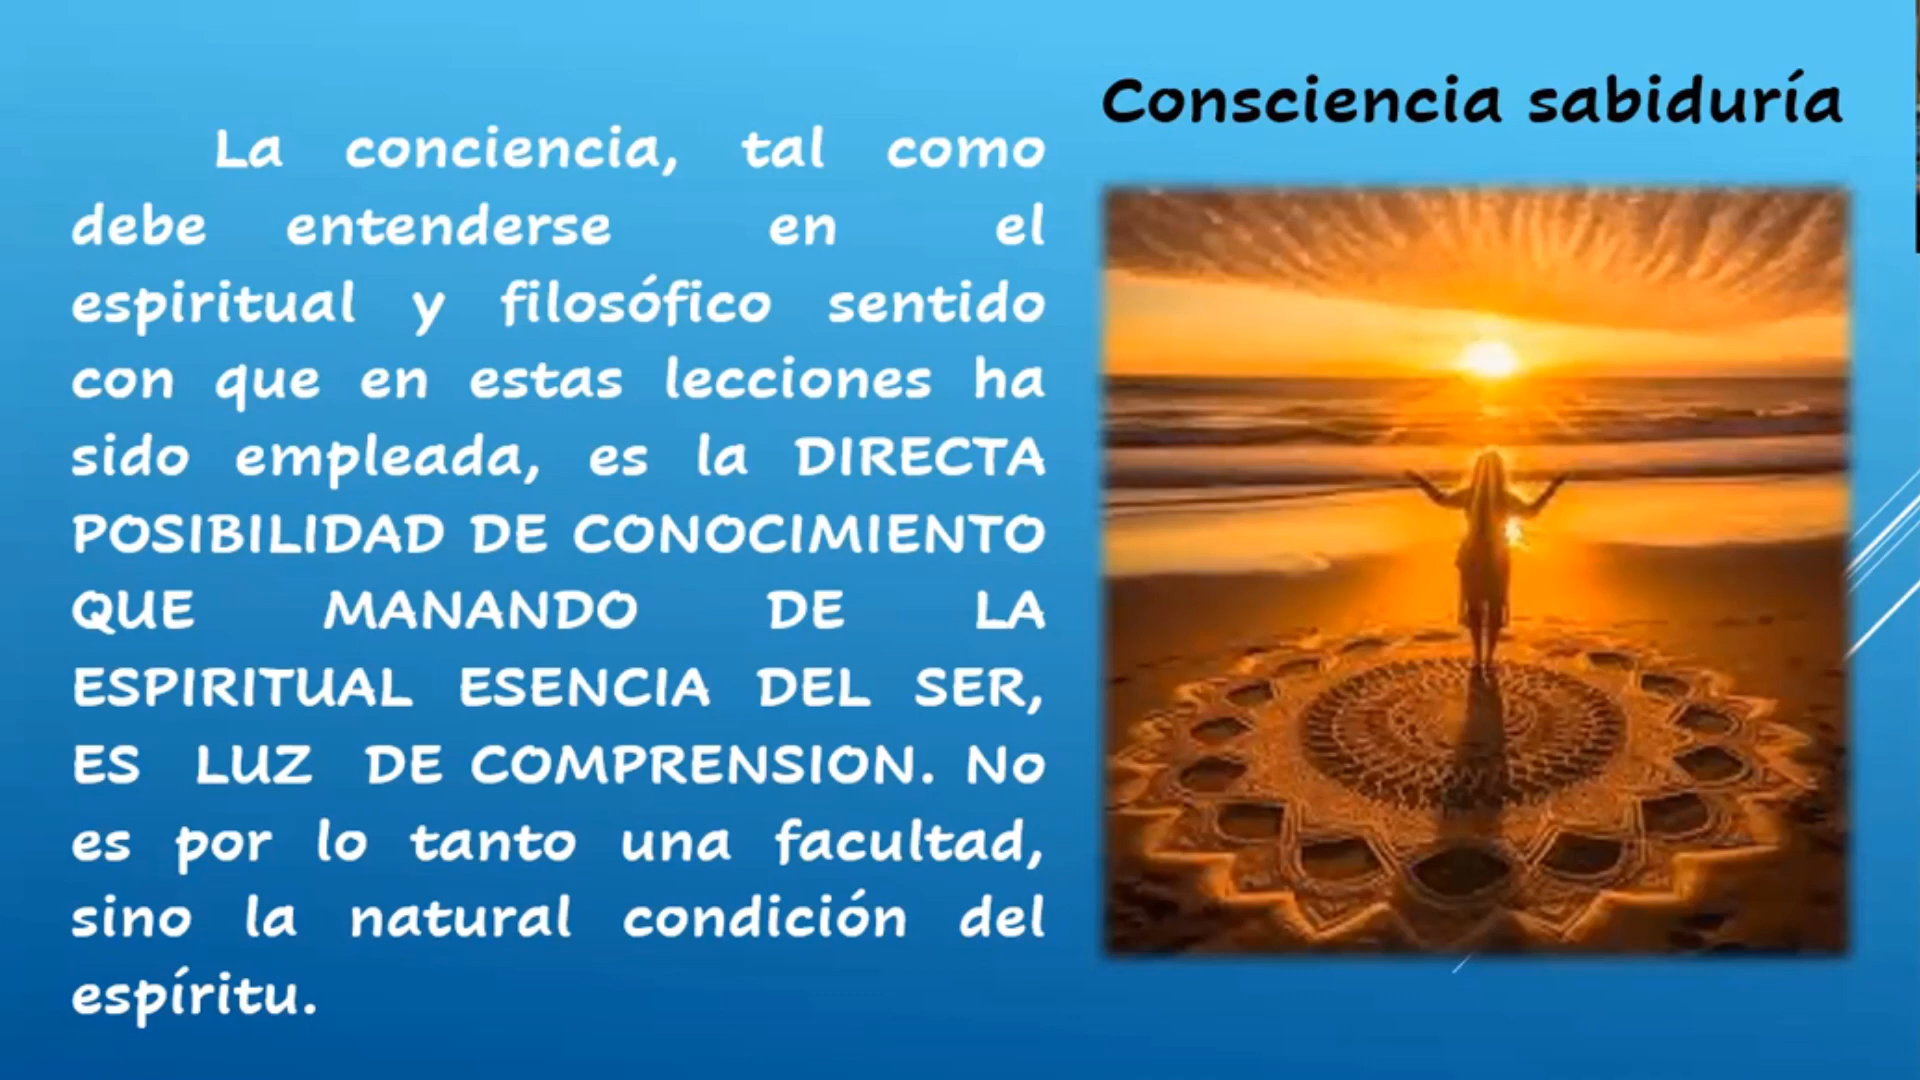 Consciencia sabiduría
La conciencia, tal como
debe entenderse en el
espiritual y filosófico sentido
con que en estas lecciones ha
sido empleada, es la DIRECTA
POSIBILIDAD DE CONOCIMIENTO
QUE MANANDO DE LA
ESPIRITUAL ESENCIA DEL SER,
ES LUZ DE COMPRENSION. No
es por lo tanto una facultad,
sino la natural condición del
espíritu.